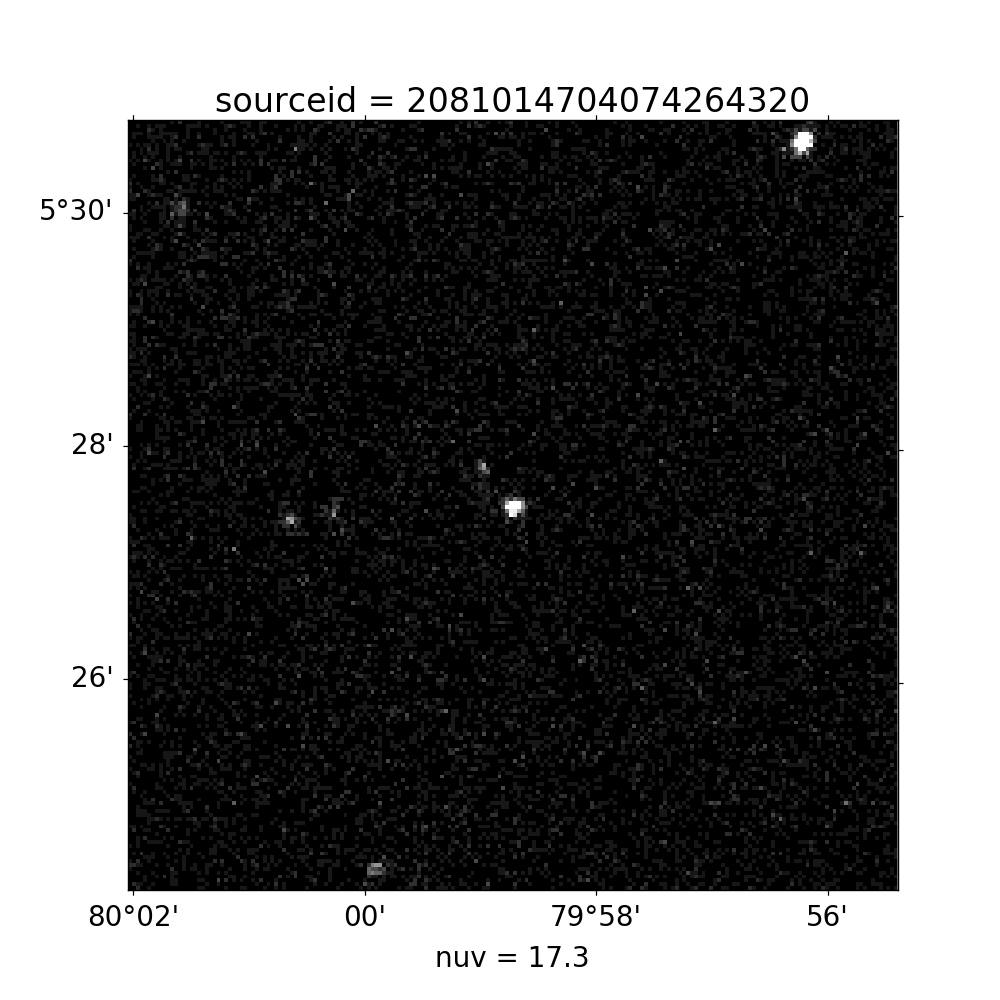 sourceid = 2081014704074264320
5°30'
28'
26'
80°02' 00' 79°58' 56'
nuv = 17.3